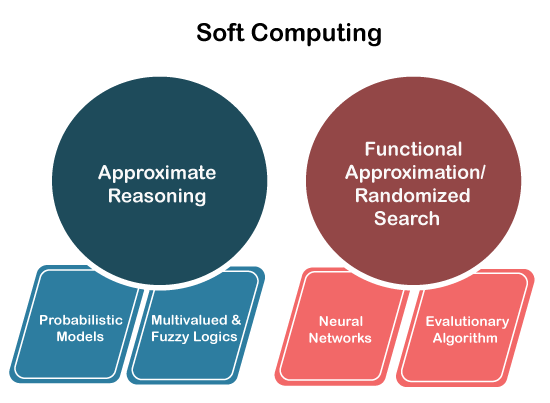 Soft Computing
Approximate
Reasoning
Functional
Approximation/
Randomized
Search
Probabilistic
Models
Multivalued &
Fuzzy Logics
Neural
Networks
Evalutionary
Algorithm